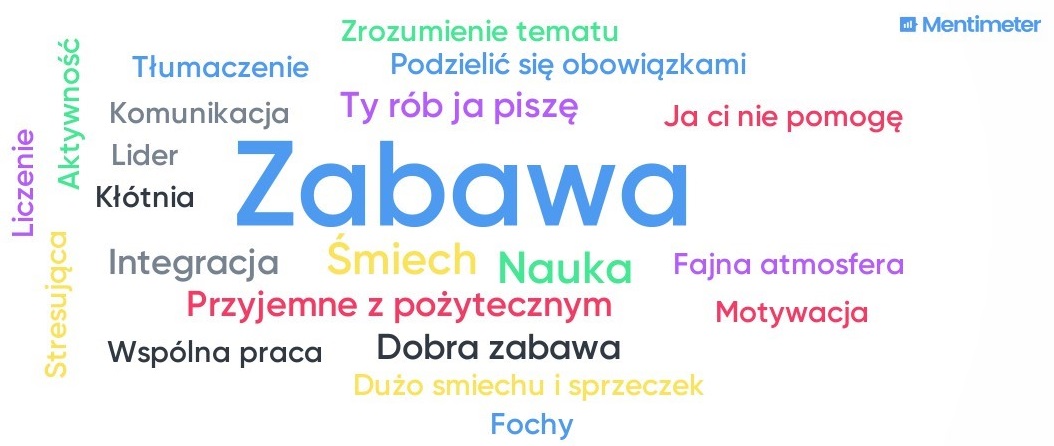 Mentimeter
Zrozumienie tematu
Tłumaczenie
Podzielić się obowiązkami
Aktywność
Komunikacja
Ty rób ja piszę
Ja ci nie pomogę
Liczenie
Lider
Zabawa
Kłótnia
Stresująca
Integracja
Śmiech
Nauka
Fajna atmosfera
Przyjemne z pożytecznym
Motywacja
Wspólna praca
Dobra zabawa
Dużo smiechu i sprzeczek
Fochy